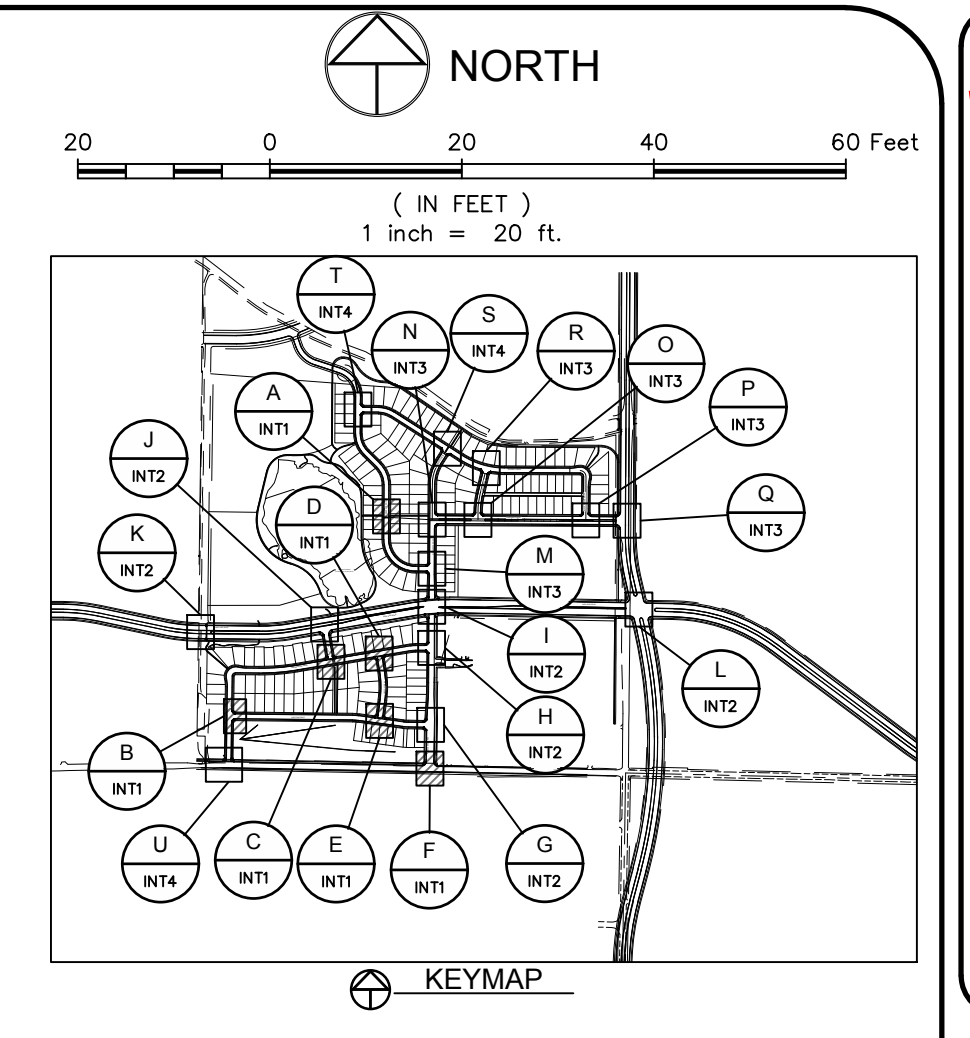 NORTH
20 0 20 40 60 Feet
( IN FEET )
1 inch = 20 ft.
T
INT4
N
INT3
S
INT4
R
INT3
O
INT3
A
INT1
P
INT3
J
INT2
D
INT1
Q
INT3
K
INT2
M
INT3
I
INT2
L
INT2
H
INT2
B
INT1
U
INT4
C
INT1
E
INT1
F
INT1
G
INT2
KEYMAP